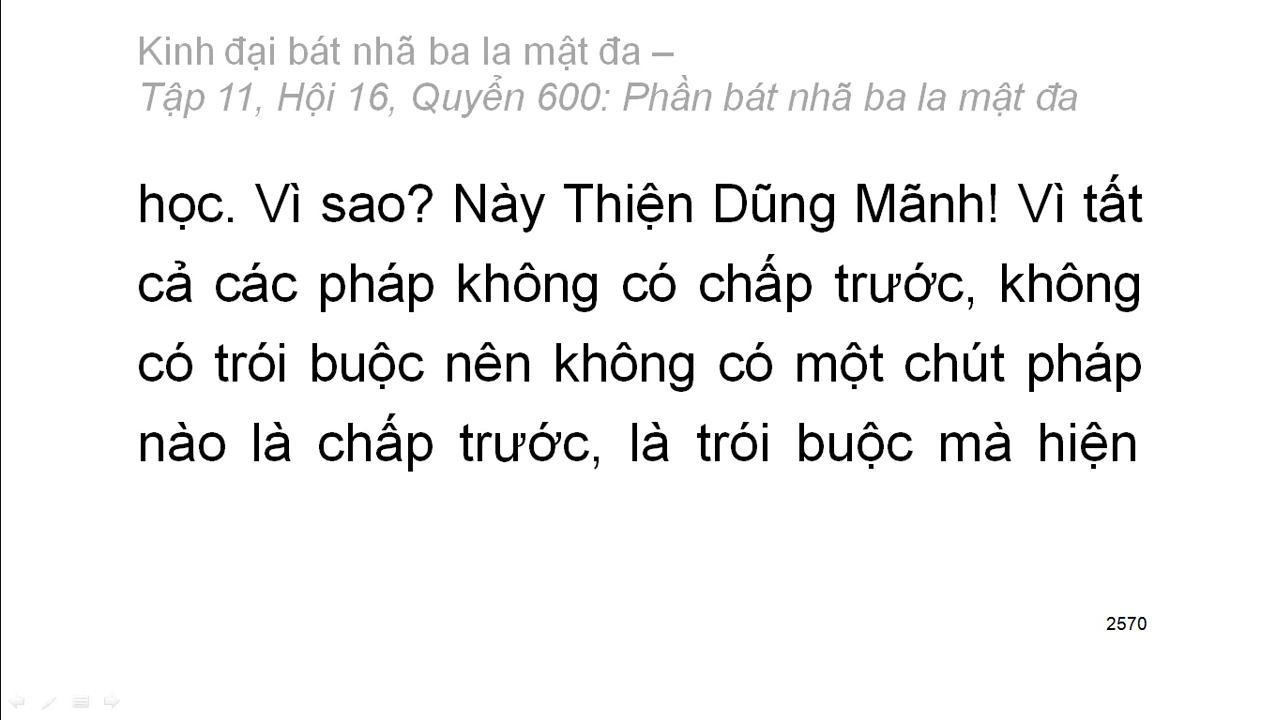 Kinh đại bát nhã ba la mật đa –
Tập 11, Hội 16, Quyển 600: Phần bát nhã ba la mật đa
học. Vì sao? Này Thiện Dũng Mãnh! Vì tất
cả các pháp không có chấp trước, không
có trói buộc nên không có một chút pháp
nào là chấp trước, là trói buộc mà hiện
2570